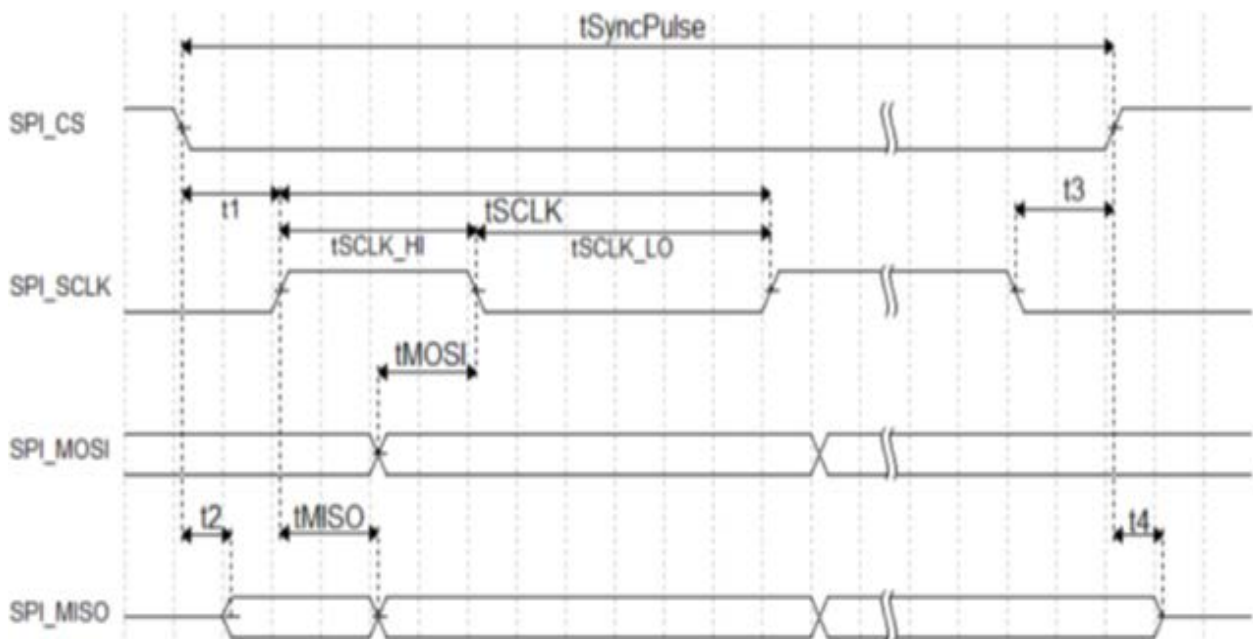 tSyncPulse
SPI_CS
t1
tSCLK
t3
tSCLK_HI
tSCLK_LO
SPI_SCLK
tMOSI
SPI_MOSI
t2
tMISO
t4
SPI_MISO